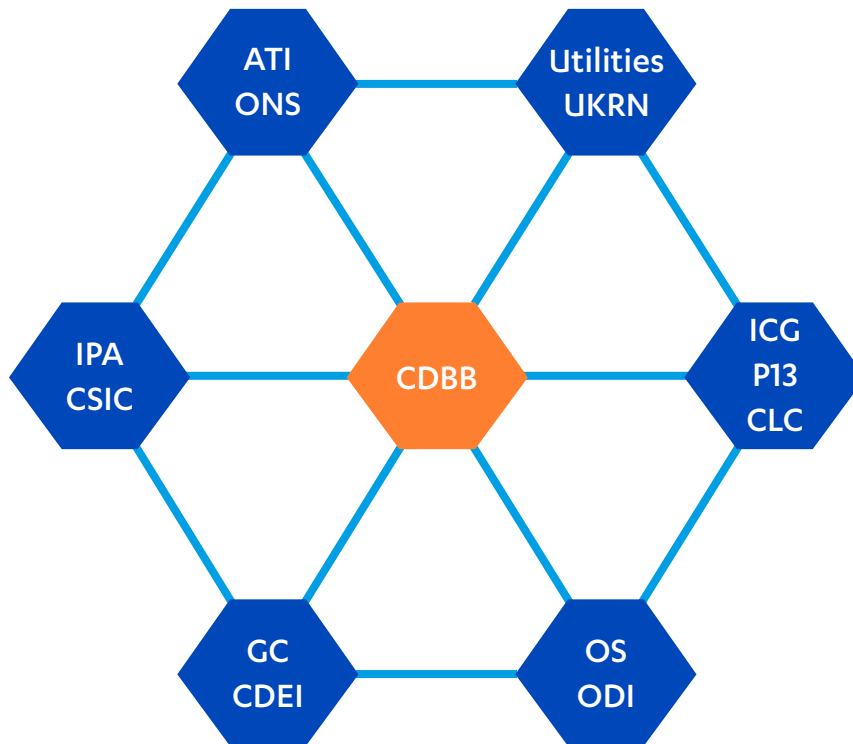 ATI
ONS
Utilities
UKRN
IPA
CSIC
CDBB
ICG
P13
CLC
GC
CDEI
OS
ODI